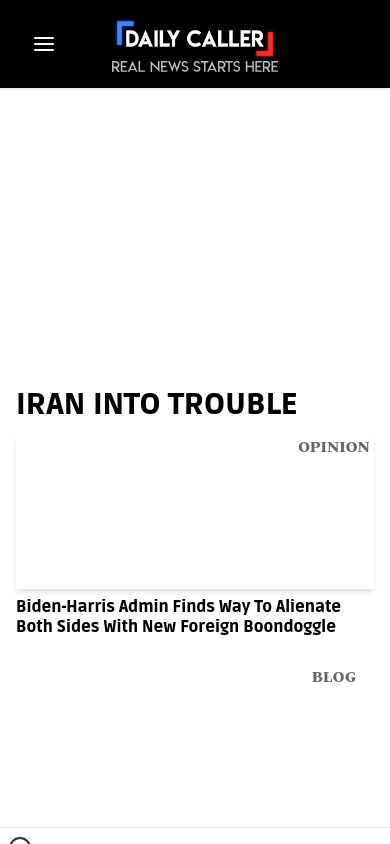 DAILY CALLER
REAL NEWS STARTS HERE
IRAN INTO TROUBLE
OPINION
Biden-Harris Admin Finds Way To Alienate
Both Sides With New Foreign Boondoggle
BLOG